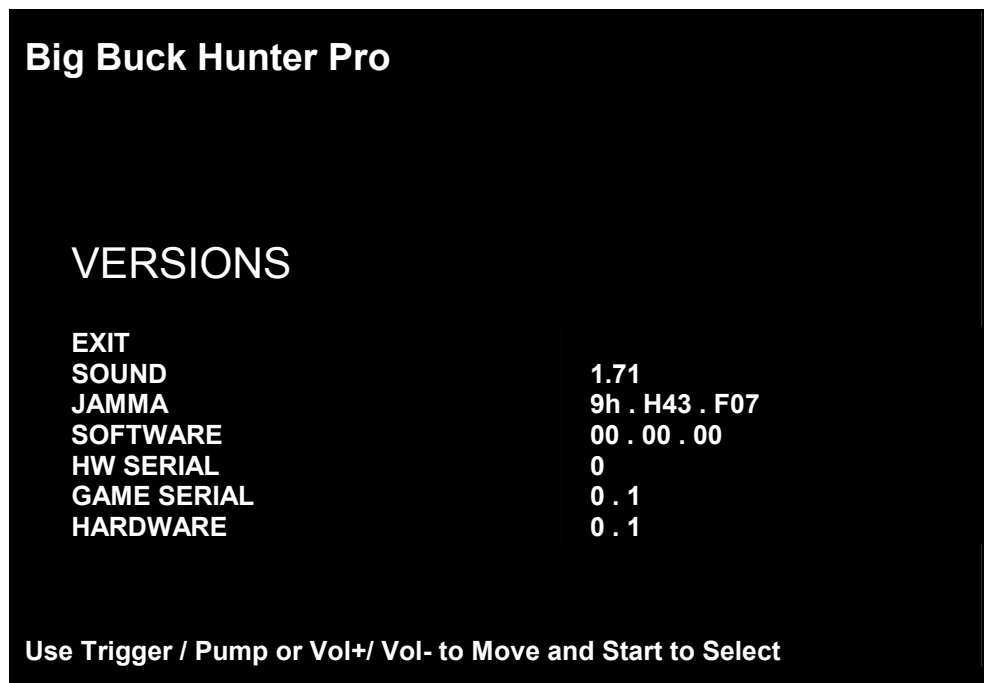 Big Buck Hunter Pro
VERSIONS
EXIT
SOUND 1.71
JAMMA 9h . H43 . F07
SOFTWARE 00 . 00 . 00
HW SERIAL 0
GAME SERIAL 0 . 1
HARDWARE 0 . 1
Use Trigger / Pump or Vol+/ Vol- to Move and Start to Select